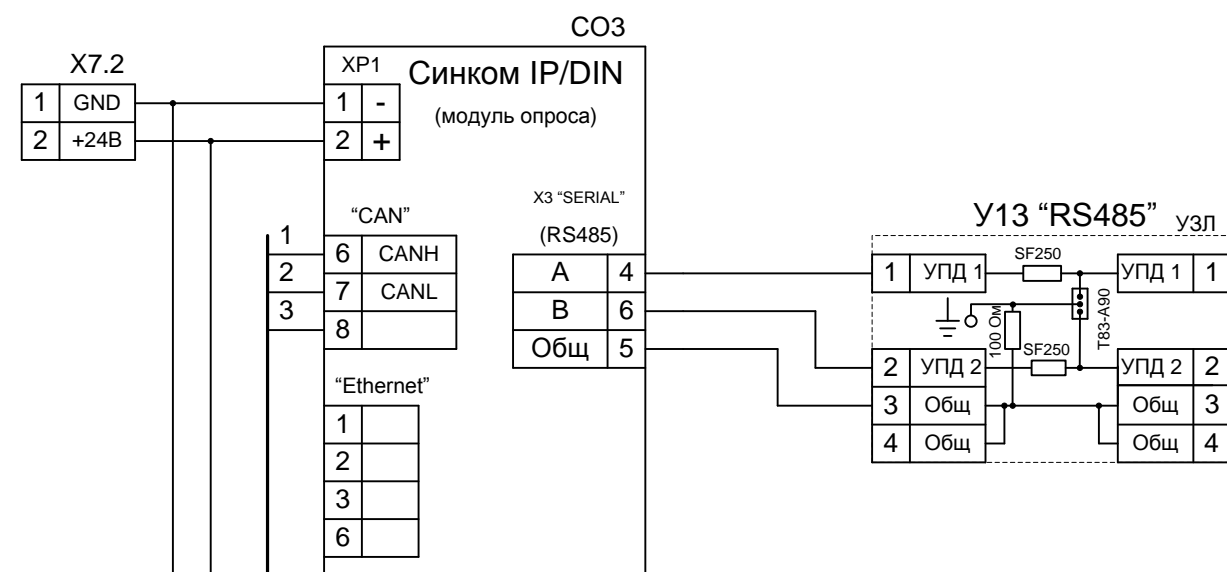 СО3
X7.2
1 GND
2 +24В
XP1
1 -
2 +
Синком IP/DIN
(модуль опроса)
“CAN”
1
2
3
6 CANH
7 CANL
8
X3 “SERIAL”
(RS485)
A 4
B 6
Общ 5
“Ethernet”
1
2
3
6
У13 “RS485” УЗЛ
1 УПД 1
SF250
УПД 1 1
100 Ом
T83-A90
2 УПД 2
SF250
УПД 2 2
3 Общ
Общ 3
4 Общ
Общ 4